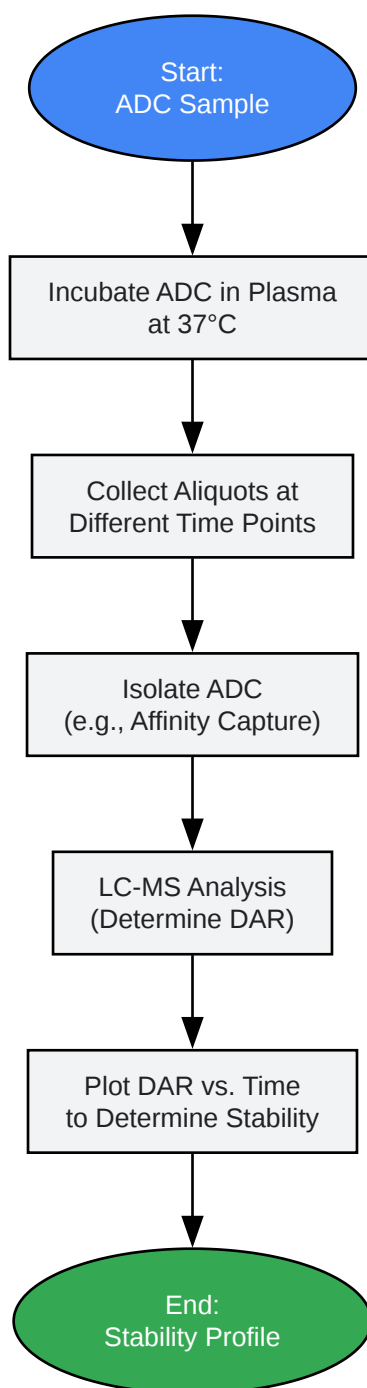 Start:
ADC Sample
Incubate ADC in Plasma
at 37°C
Collect Aliquots at
Different Time Points
Isolate ADC
(e.g., Affinity Capture)
LC-MS Analysis
(Determine DAR)
Plot DAR vs. Time
to Determine Stability
End:
Stability Profile